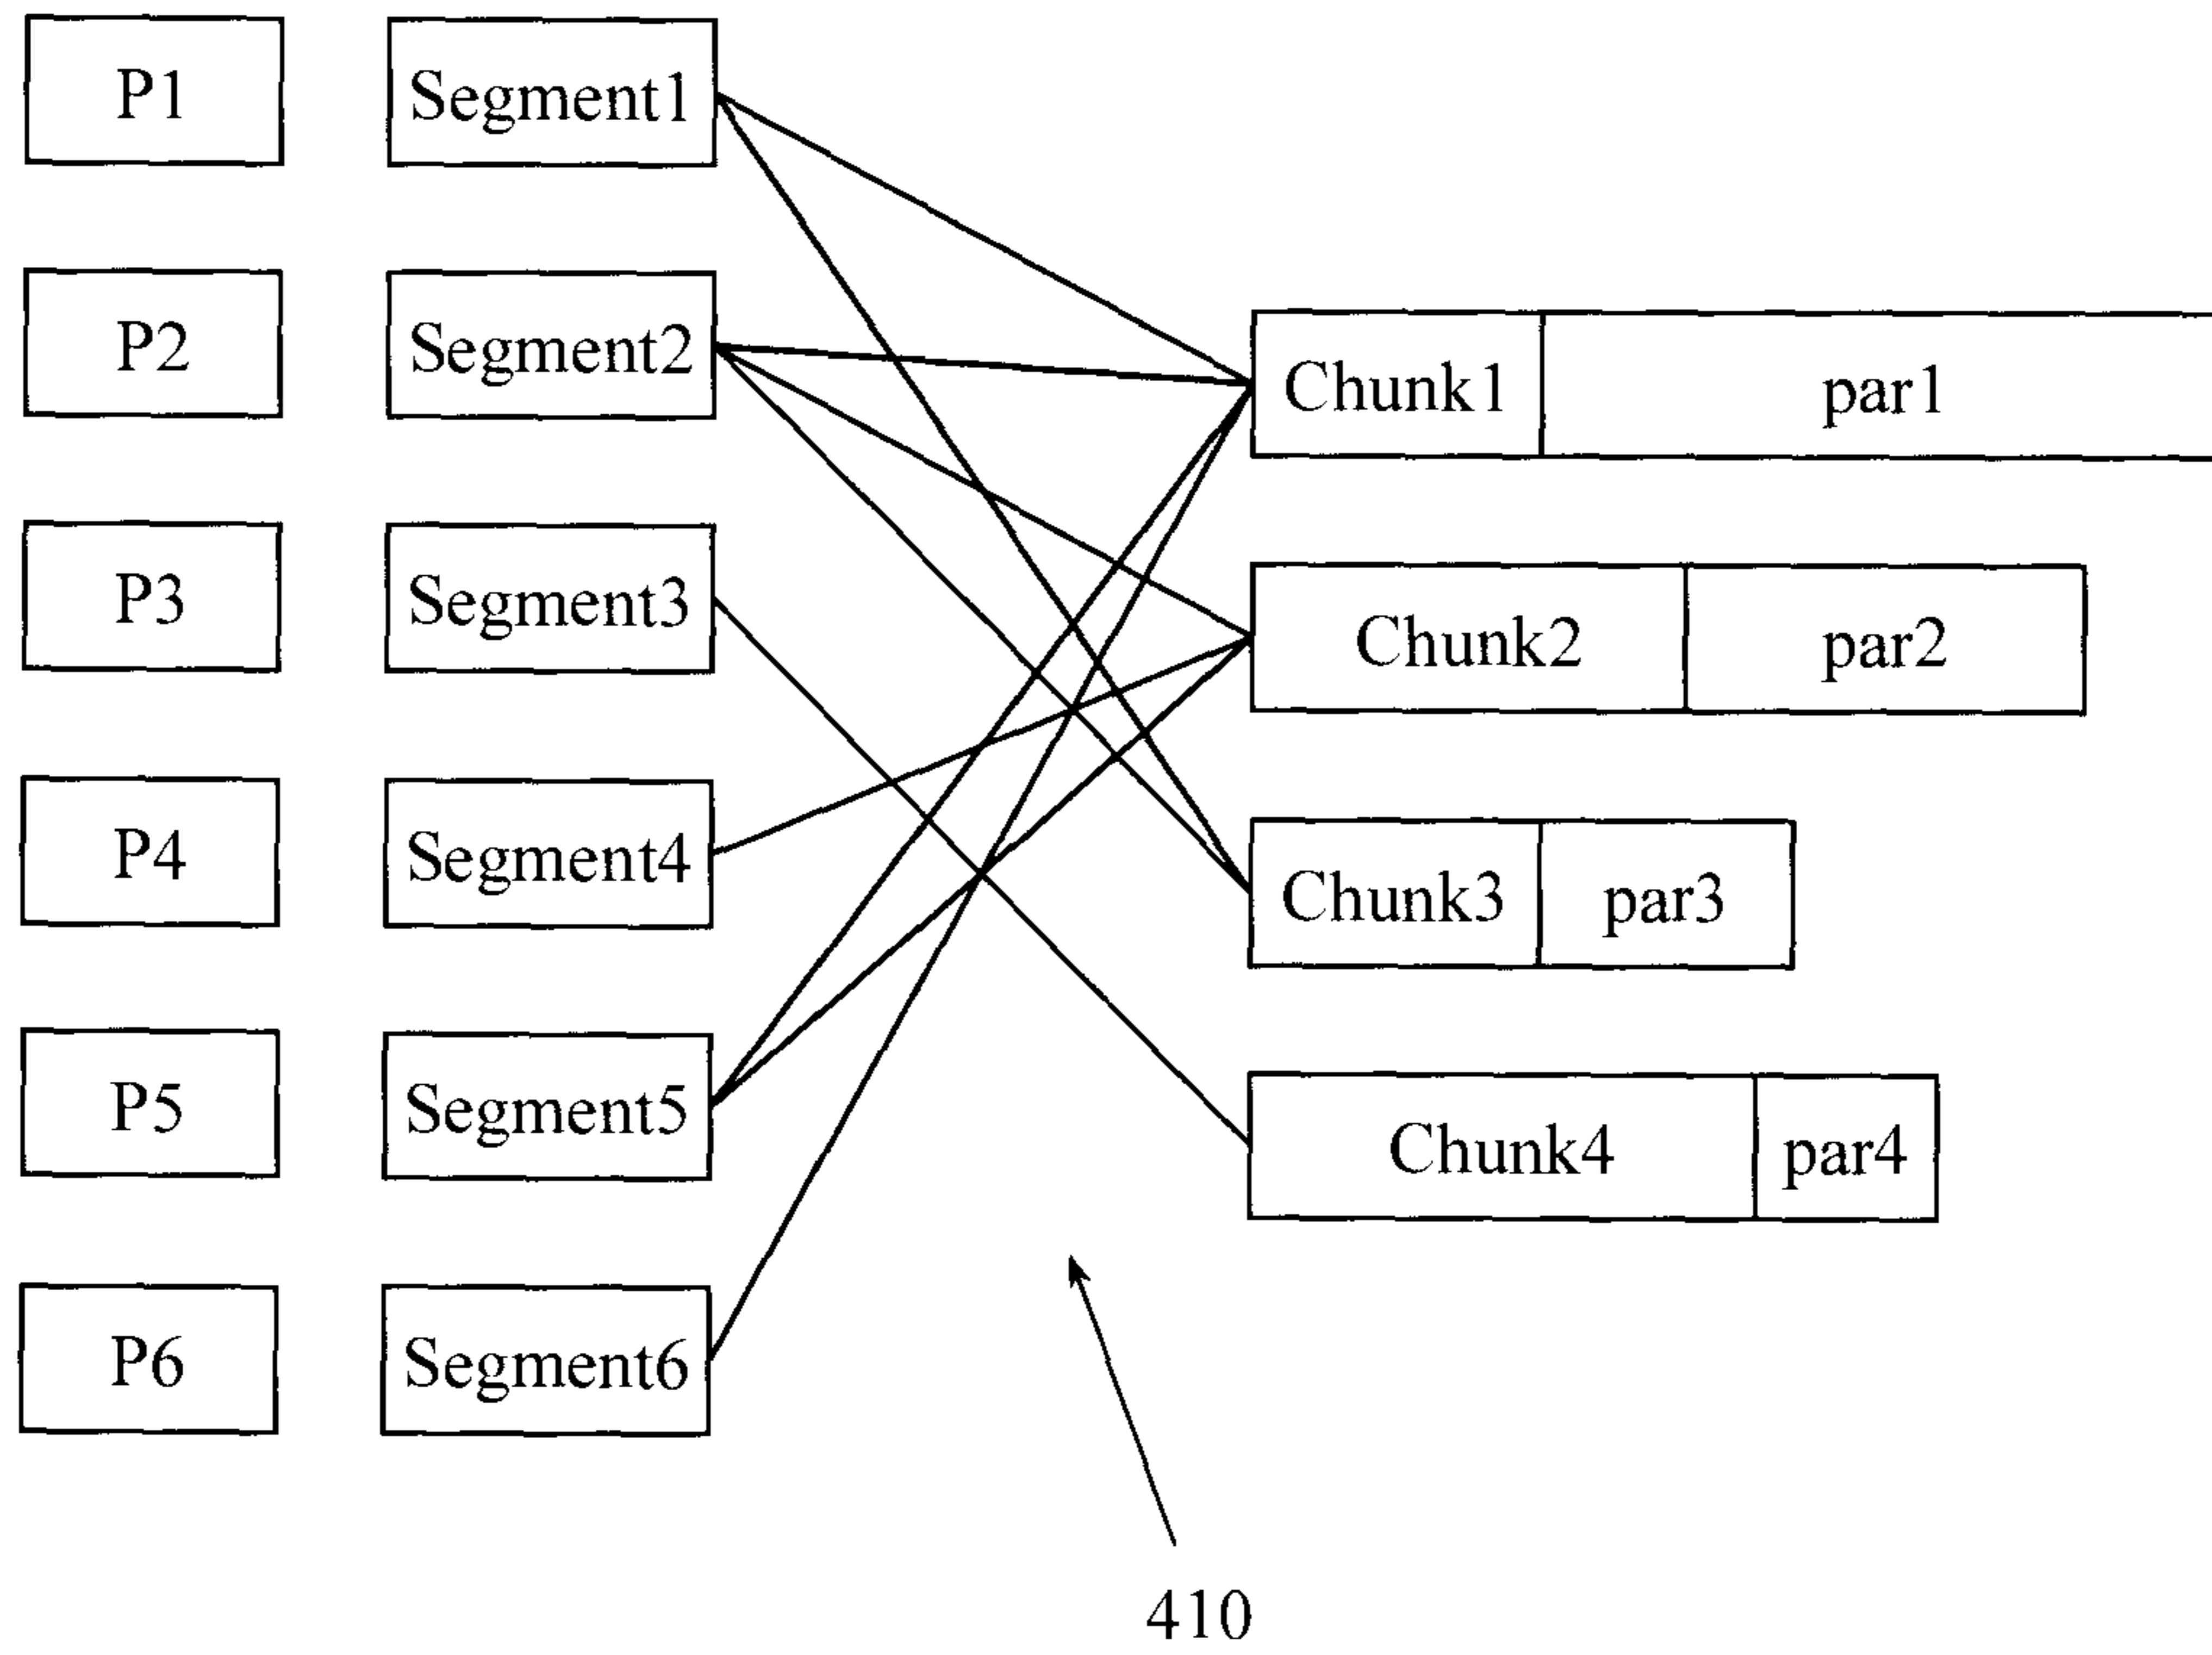 P1 Segment1
P2 Segment2
Chunk1 par1
P3 Segment3
Chunk2 par2
P4 Segment4
Chunk3 par3
P5 Segment5
Chunk4 par4
P6 Segment6
410